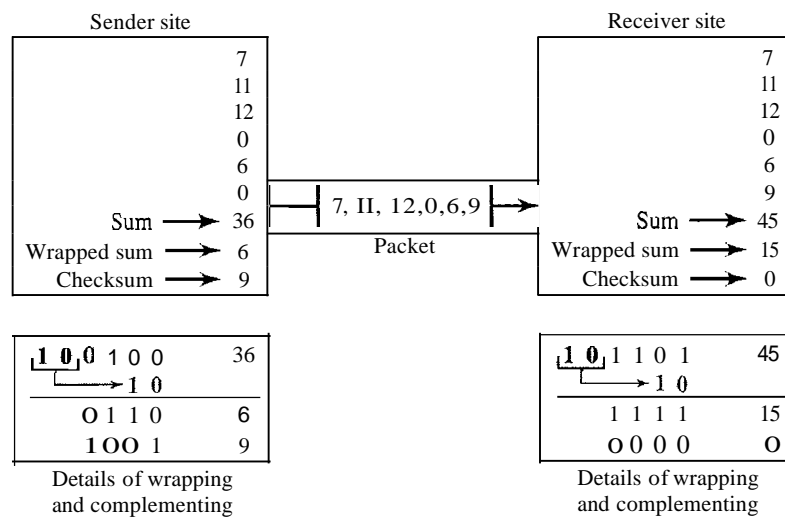 Sender site
7
11
12
0
6
0
Sum 36
Wrapped sum 6
Checksum 9
7, II, 12,0,6,9
Packet
Receiver site
7
11
12
0
6
9
Sum 45
Wrapped sum 15
Checksum 0
1 0 0 1 0 0 36
1 0
0 1 1 0 6
1 0 0 1 9
Details of wrapping
and complementing
1 0 1 1 0 1 45
1 0
1 1 1 1 15
0 0 0 0 0
Details of wrapping
and complementing